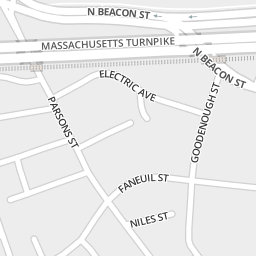 N BEACON ST
MASSACHUSETTS TURNPIKE
N BEACON ST
ELECTRIC AVE
PARSONS ST
GOODENOUGH ST
FANEUIL ST
NILES ST